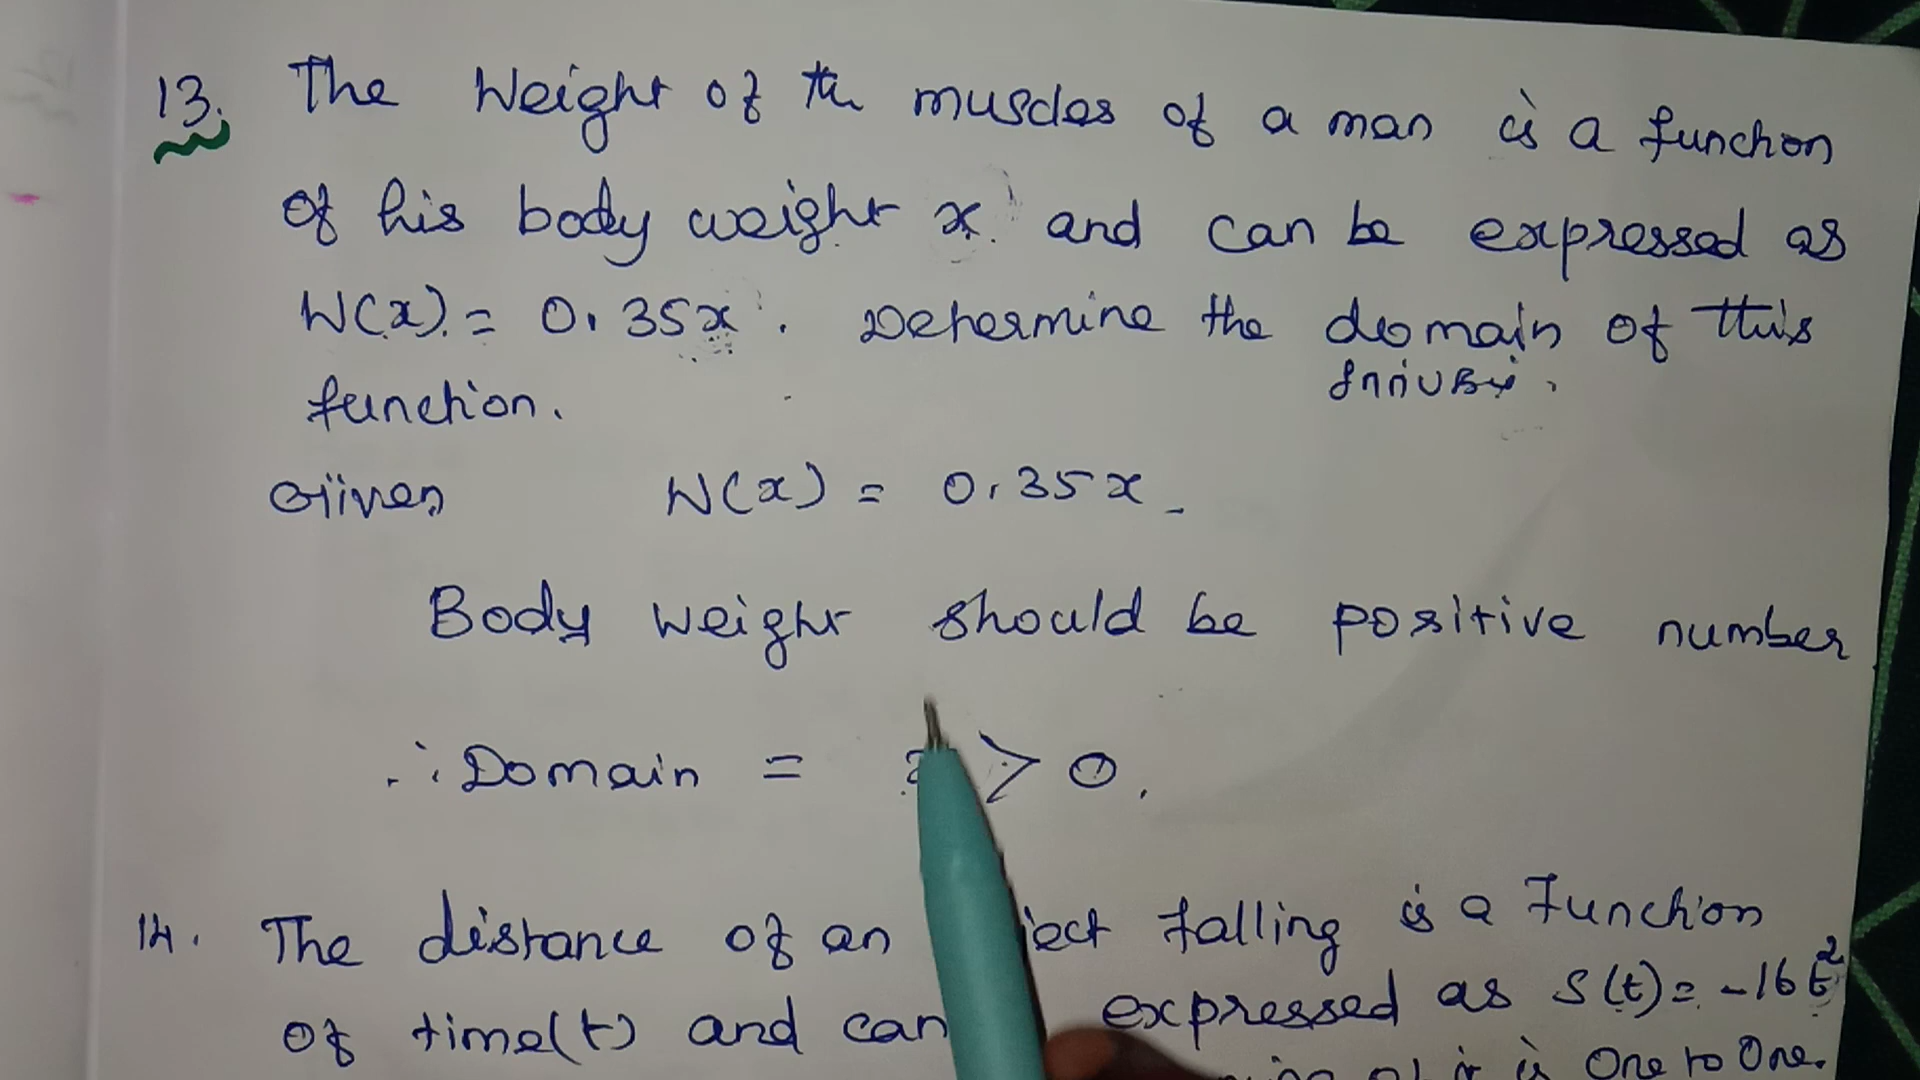 13. The Weight of the muscles of a man is a function
of his body weight x and can be expressed as
W(x) = 0.35x. Determine the domain of this
function.
Given W(x) = 0.35x
Body weight should be positive number
∴ Domain = > 0.
14. The distance of an falling is a function
of time(t) and can expressed as S(t) = -16t²
it is One to One.